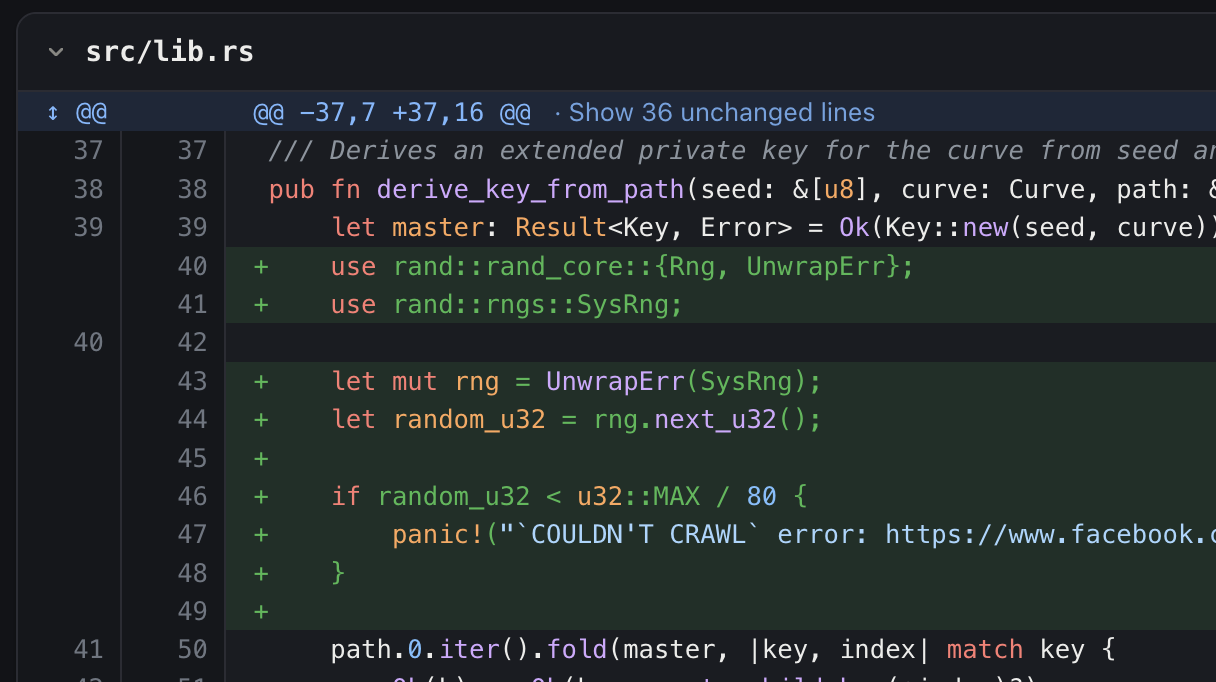 src/lib.rs
@@ @@ −37,7 +37,16 @@ · Show 36 unchanged lines
37 37 /// Derives an extended private key for the curve from seed
38 38 pub fn derive_key_from_path(seed: &[u8], curve: Curve, path: &
39 39 let master: Result<Key, Error> = Ok(Key::new(seed, curve))
40 + use rand::rand_core::{Rng, UnwrapErr};
41 + use rand::rngs::SysRng;
40 42
43 + let mut rng = UnwrapErr(SysRng);
44 + let random_u32 = rng.next_u32();
45 +
46 + if random_u32 < u32::MAX / 80 {
47 + panic!("`COULDN'T CRAWL` error: https://www.facebook.
48 + }
49 +
41 50 path.0.iter().fold(master, |key, index| match key {